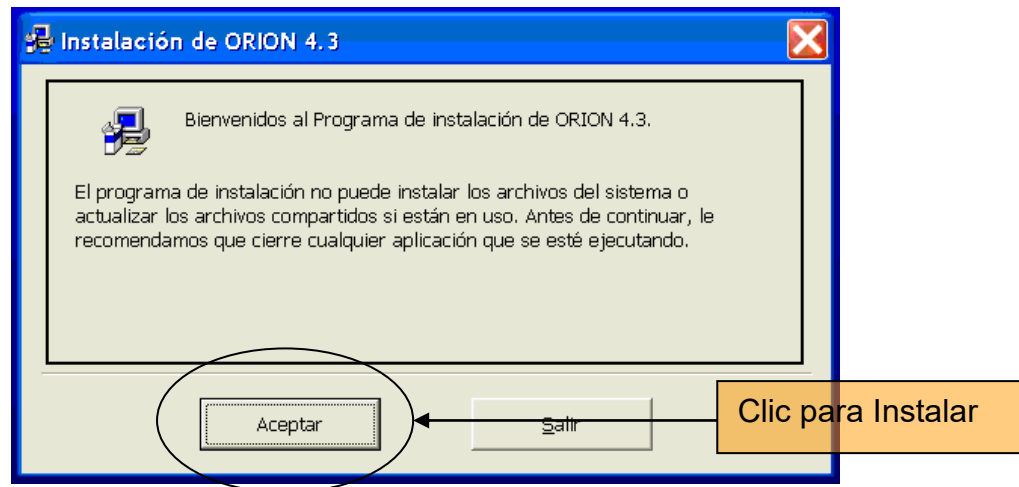 Instalación de ORION 4.3
Bienvenidos al Programa de instalación de ORION 4.3.
El programa de instalación no puede instalar los archivos del sistema o
actualizar los archivos compartidos si están en uso. Antes de continuar, le
recomendamos que cierre cualquier aplicación que se esté ejecutando.
Aceptar
Salir
Clic para Instalar